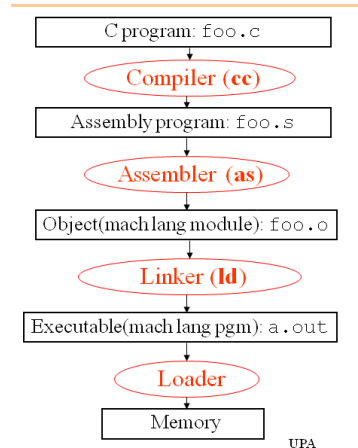 C program: foo.c
Compiler (cc)
Assembly program: foo.s
Assembler (as)
Object(mach lang module): foo.o
Linker (ld)
Executable(mach lang pgm): a.out
Loader
Memory
UPA